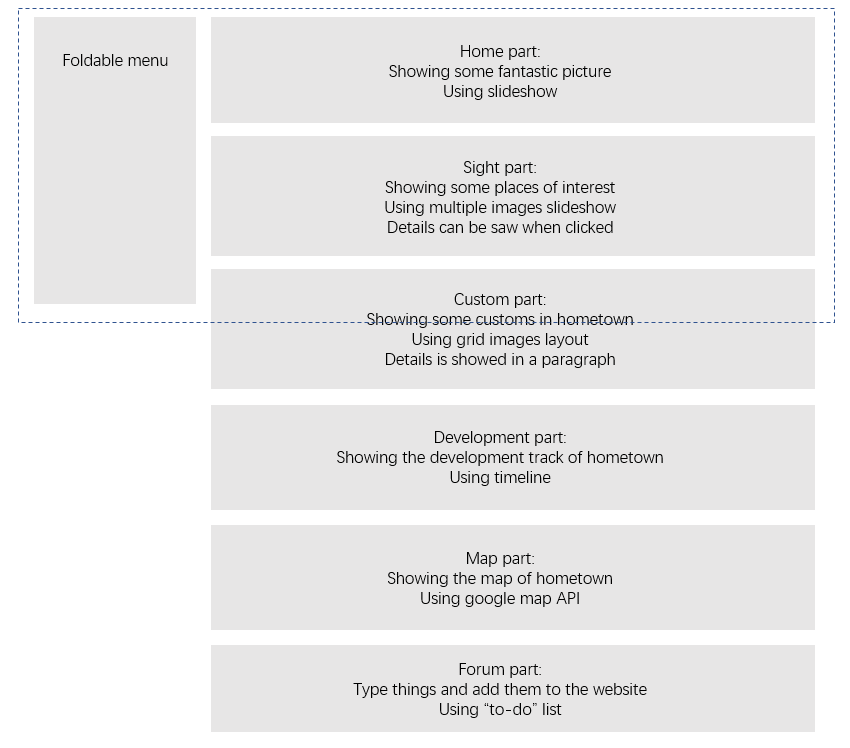 Foldable menu
Home part:
Showing some fantastic picture
Using slideshow
Sight part:
Showing some places of interest
Using multiple images slideshow
Details can be saw when clicked
Custom part:
Showing some customs in hometown
Using grid images layout
Details is showed in a paragraph
Development part:
Showing the development track of hometown
Using timeline
Map part:
Showing the map of hometown
Using google map API
Forum part:
Type things and add them to the website
Using “to-do” list